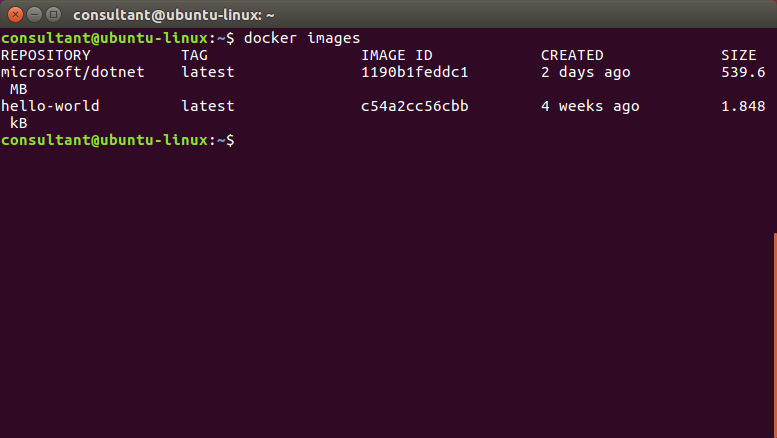 consultant@ubuntu-linux: ~
consultant@ubuntu-linux:~$ docker images
REPOSITORY          TAG                 IMAGE ID            CREATED             SIZE
microsoft/dotnet    latest              1190b1feddc1        2 days ago          539.6
 MB
hello-world         latest              c54a2cc56cbb        4 weeks ago         1.848
 kB
consultant@ubuntu-linux:~$